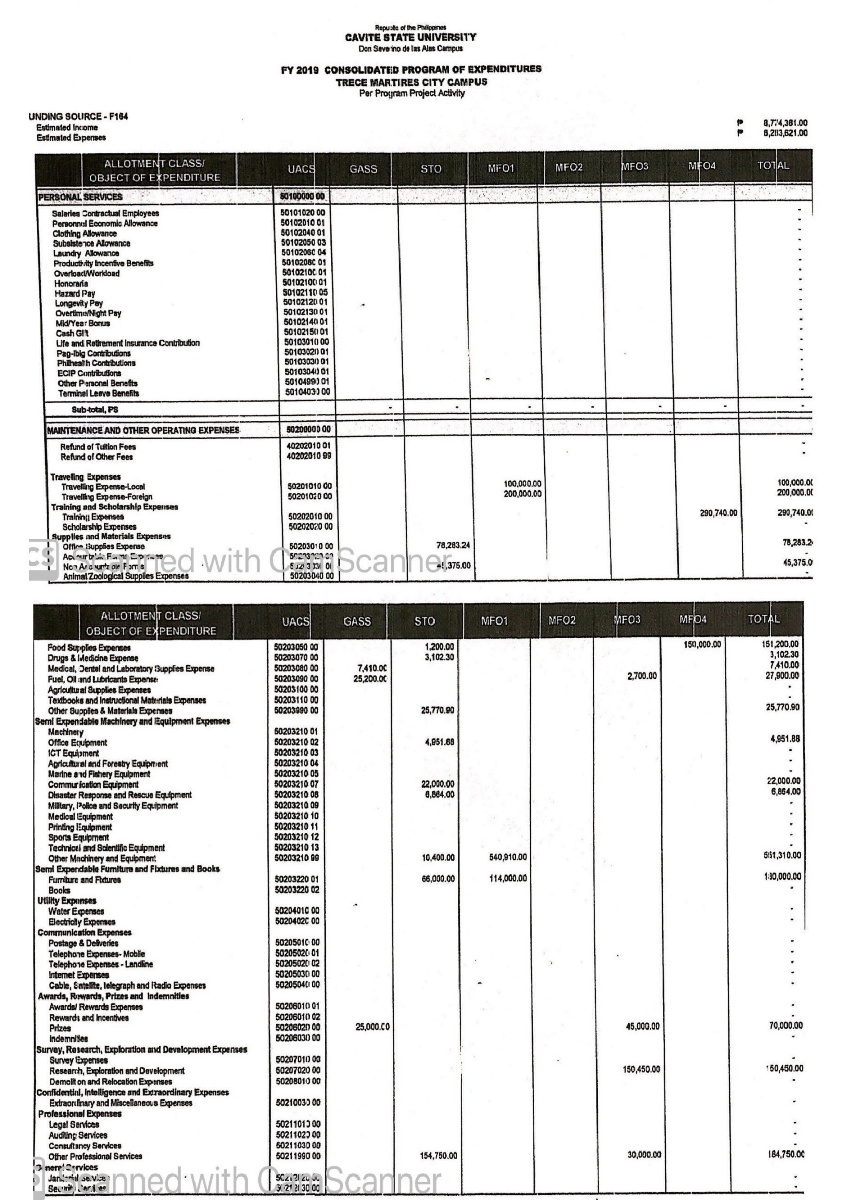 Republic of the Philippines
CAVITE STATE UNIVERSITY
Don Severino de las Alas Campus
FY 2019 CONSOLIDATED PROGRAM OF EXPENDITURES
TRECE MARTIRES CITY CAMPUS
Per Program Project Activity
UNDING SOURCE - F164
Estimated Income ₱ 8,774,381.00
Estimated Expenses ₱ 8,283,621.00
ALLOTMENT CLASS/ OBJECT OF EXPENDITURE UACS GASS STO MFO1 MFO2 MFO3 MFO4 TOTAL
PERSONAL SERVICES 50100000 00
Salaries Contractual Employees 50101020 00 -
Personnel Economic Allowance 50102010 01 -
Clothing Allowance 50102040 01 -
Subsistence Allowance 50102050 03 -
Laundry Allowance 50102060 04 -
Productivity Incentive Benefits 50102080 01 -
Overload/Workload 50102100 01 -
Honoraria 50102100 01 -
Hazard Pay 50102110 05 -
Longevity Pay 50102120 01 -
Overtime/Night Pay 50102130 01 -
Mid/Year Bonus 50102140 01 -
Cash Gift 50102150 01 -
Life and Retirement Insurance Contribution 50103010 00 -
Pag-ibig Contributions 50103020 01 -
Philhealth Contributions 50103030 01 -
ECIP Contributions 50103040 01 -
Other Personal Benefits 50104990 01 -
Terminal Leave Benefits 50104030 00 -
Sub-total, PS - - - - - - -
MAINTENANCE AND OTHER OPERATING EXPENSES 50200000 00
Refund of Tuition Fees 40202010 01 -
Refund of Other Fees 40202010 99 -
Traveling Expenses
Travelling Expense-Local 50201010 00 100,000.00 100,000.0(
Travelling Expense-Foreign 50201020 00 200,000.00 200,000.0(
Training and Scholarship Expenses
Training Expenses 50202010 00 290,740.00 290,740.0(
Scholarship Expenses 50202020 00 -
Supplies and Materials Expenses
Office Supplies Expense 50203010 00 78,283.24 78,283.2
Accountable Forms Expenses 50203020 00 -
Non Accountable Forms 50203030 01 45,375.00 45,375.0
Animal/Zoological Supplies Expenses 50203040 00 -
CS Scanned with CamScanner
ALLOTMENT CLASS/ OBJECT OF EXPENDITURE UACS GASS STO MFO1 MFO2 MFO3 MFO4 TOTAL
Food Supplies Expenses 50203050 00 1,200.00 150,000.00 151,200.00
Drugs & Medicine Expense 50203070 00 3,102.30 3,102.30
Medical, Dental and Laboratory Supplies Expense 50203080 00 7,410.00 7,410.00
Fuel, Oil and Lubricants Expense 50203090 00 25,200.00 2,700.00 27,900.00
Agricultural Supplies Expenses 50203100 00 -
Textbooks and Instructional Materials Expenses 50203110 00 -
Other Supplies & Materials Expenses 50203990 00 25,770.90 25,770.90
Semi Expendable Machinery and Equipment Expenses
Machinery 50203210 01 -
Office Equipment 50203210 02 4,951.88 4,951.88
ICT Equipment 50203210 03 -
Agricultural and Forestry Equipment 50203210 04 -
Marine and Fishery Equipment 50203210 05 -
Communication Equipment 50203210 07 22,000.00 22,000.00
Disaster Response and Rescue Equipment 50203210 08 6,864.00 6,864.00
Military, Police and Security Equipment 50203210 09 -
Medical Equipment 50203210 10 -
Printing Equipment 50203210 11 -
Sports Equipment 50203210 12 -
Technical and Scientific Equipment 50203210 13 -
Other Machinery and Equipment 50203210 99 10,400.00 540,910.00 551,310.00
Semi Expendable Furniture and Fixtures and Books
Furniture and Fixtures 50203220 01 66,000.00 114,000.00 180,000.00
Books 50203220 02 -
Utility Expenses
Water Expenses 50204010 00 -
Electricity Expenses 50204020 00 -
Communication Expenses
Postage & Deliveries 50205010 00 -
Telephone Expenses- Mobile 50205020 01 -
Telephone Expenses - Landline 50205020 02 -
Internet Expenses 50205030 00 -
Cable, Satellite, telegraph and Radio Expenses 50205040 00 -
Awards, Rewards, Prizes and Indemnities
Awards/ Rewards Expenses 50206010 01 -
Rewards and Incentives 50206010 02 -
Prizes 50206020 00 25,000.00 45,000.00 70,000.00
Indemnities 50206030 00 -
Survey, Research, Exploration and Development Expenses
Survey Expenses 50207010 00 -
Research, Exploration and Development 50207020 00 150,450.00 150,450.00
Demolition and Relocation Expenses 50208010 00 -
Confidential, Intelligence and Extraordinary Expenses
Extraordinary and Miscellaneous Expenses 50210030 00 -
Professional Expenses
Legal Services 50211010 00 -
Auditing Services 50211020 00 -
Consultancy Services 50211030 00 -
Other Professional Services 50211990 00 154,750.00 30,000.00 184,750.00
General Services
Janitorial Services 50212020 00 -
Security Services 50212030 00 -
Scanned with CamScanner